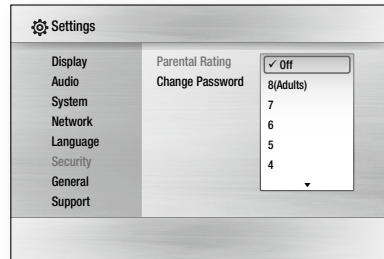 Settings
Display
Audio
System
Network
Language
Security
General
Support
Parental Rating
Change Password
✓ Off
8(Adults)
7
6
5
4